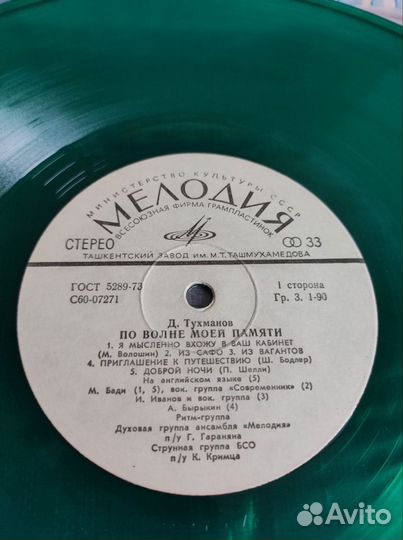 МИНИСТЕРСТВО КУЛЬТУРЫ СССР
МЕЛОДИЯ
ВСЕСОЮЗНАЯ ФИРМА ГРАМПЛАСТИНОК
СТЕРЕО 33
ТАШКЕНТСКИЙ ЗАВОД ИМ. М.Т. ТАШМУХАМЕДОВА
ГОСТ 5289-73 1 сторона
С60-07271 Гр. 3. 1-90
Д. Тухманов
ПО ВОЛНЕ МОЕЙ ПАМЯТИ
1. Я МЫСЛЕННО ВХОЖУ В ВАШ КАБИНЕТ
(М. Волошин) 2. ИЗ САФО 3. ИЗ ВАГАНТОВ
4. ПРИГЛАШЕНИЕ К ПУТЕШЕСТВИЮ (Ш. Бодлер)
5. ДОБРОЙ НОЧИ (П. Шелли)
На английском языке (5)
М. Бади (1, 5), вок. группа «Современник» (2)
И. Иванов и вок. группа (3)
А. Бырыкин (4)
Ритм-группа
Духовая группа ансамбля «Мелодия»
п/у Г. Гараняна
Струнная группа БСО
п/у К. Кримца
Avito